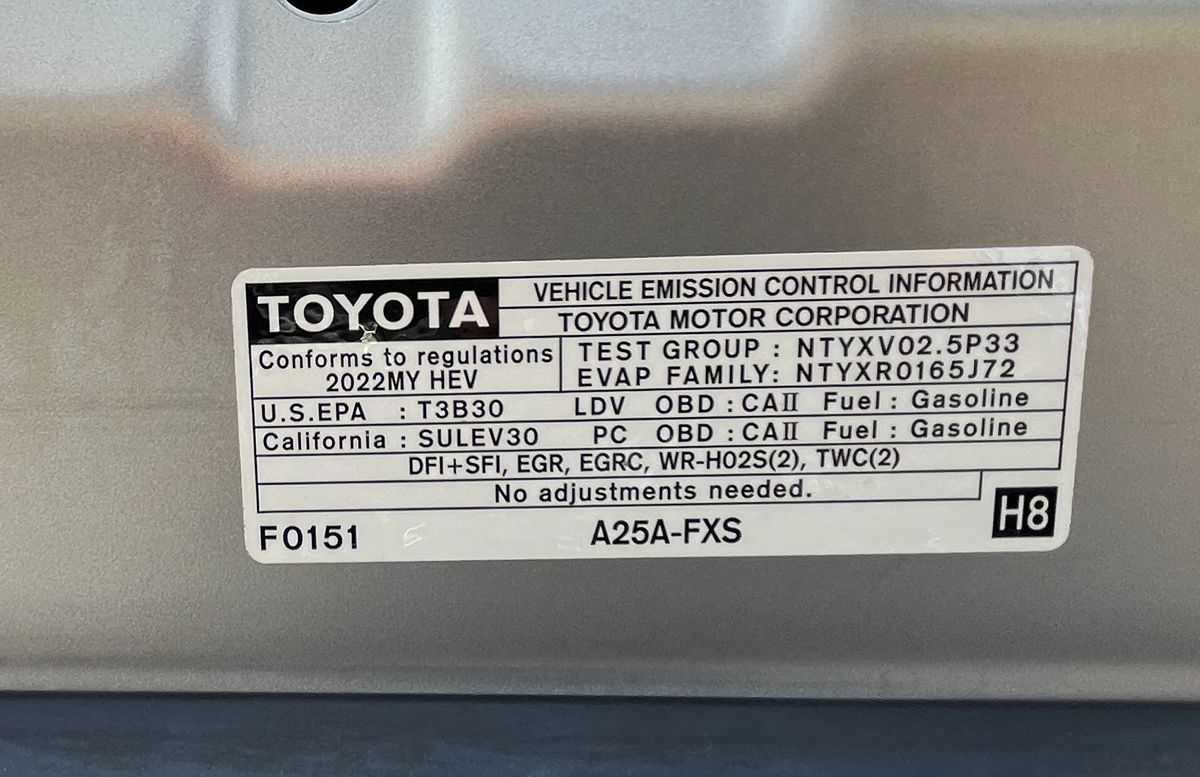 TOYOTA
VEHICLE EMISSION CONTROL INFORMATION
TOYOTA MOTOR CORPORATION
Conforms to regulations
2022MY HEV
TEST GROUP : NTYXV02.5P33
EVAP FAMILY: NTYXR0165J72
U.S.EPA : T3B30 LDV OBD : CAII Fuel : Gasoline
California : SULEV30 PC OBD : CAII Fuel : Gasoline
DFI+SFI, EGR, EGRC, WR-HO2S(2), TWC(2)
No adjustments needed.
F0151
A25A-FXS
H8